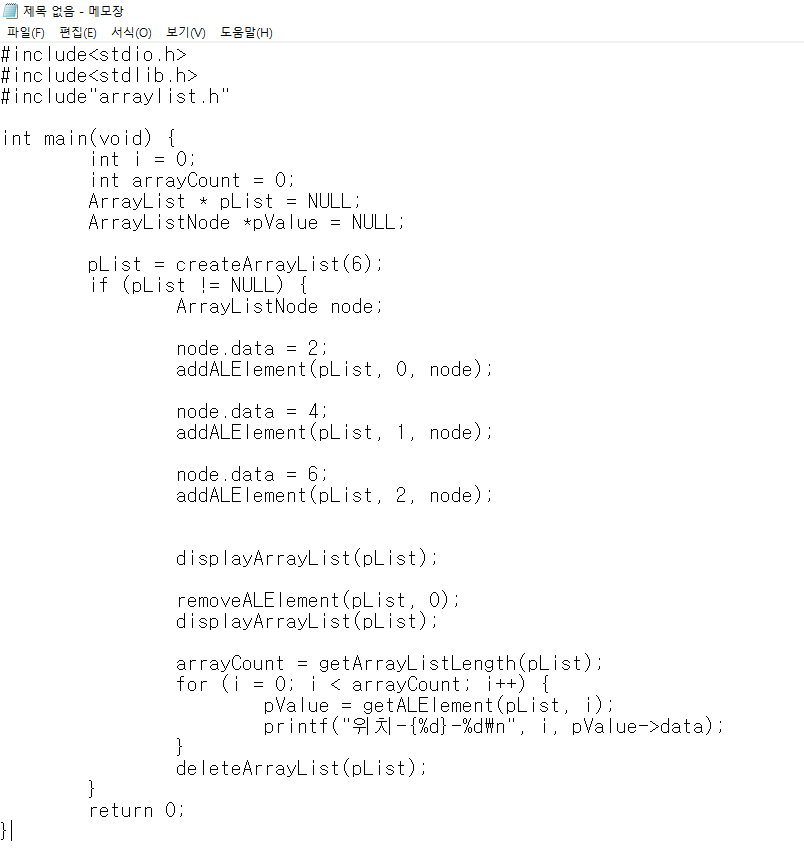 제목 없음 - 메모장
파일(F) 편집(E) 서식(O) 보기(V) 도움말(H)
#include<stdio.h>
#include<stdlib.h>
#include"arraylist.h"
int main(void) {
int i = 0;
int arrayCount = 0;
ArrayList * pList = NULL;
ArrayListNode *pValue = NULL;
pList = createArrayList(6);
if (pList != NULL) {
ArrayListNode node;
node.data = 2;
addALElement(pList, 0, node);
node.data = 4;
addALElement(pList, 1, node);
node.data = 6;
addALElement(pList, 2, node);
displayArrayList(pList);
removeALElement(pList, 0);
displayArrayList(pList);
arrayCount = getArrayListLength(pList);
for (i = 0; i < arrayCount; i++) {
pValue = getALElement(pList, i);
printf("위치-{%d}-%d₩n", i, pValue->data);
}
deleteArrayList(pList);
}
return 0;
}